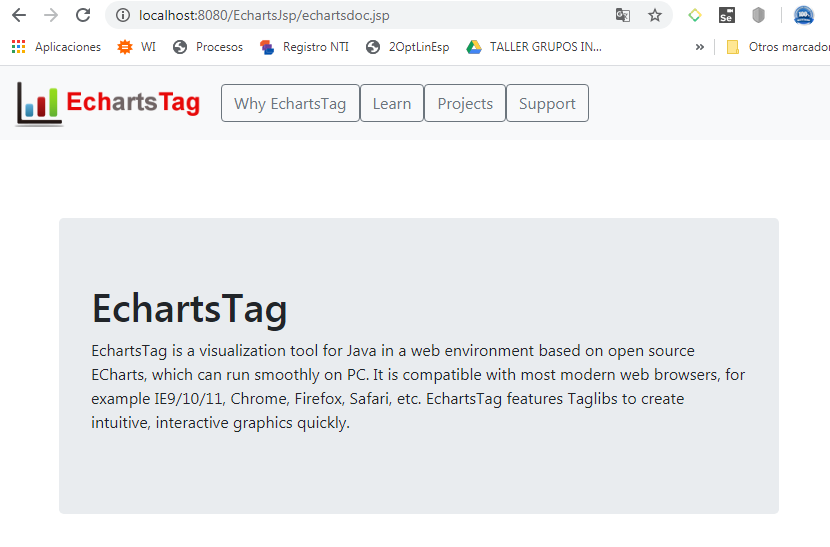 localhost:8080/EchartsJsp/echartsdoc.jsp
Aplicaciones WI Procesos Registro NTI 2OptLinEsp TALLER GRUPOS IN... » Otros marcador
EchartsTag Why EchartsTag Learn Projects Support
EchartsTag
EchartsTag is a visualization tool for Java in a web environment based on open source
ECharts, which can run smoothly on PC. It is compatible with most modern web browsers, for
example IE9/10/11, Chrome, Firefox, Safari, etc. EchartsTag features Taglibs to create
intuitive, interactive graphics quickly.